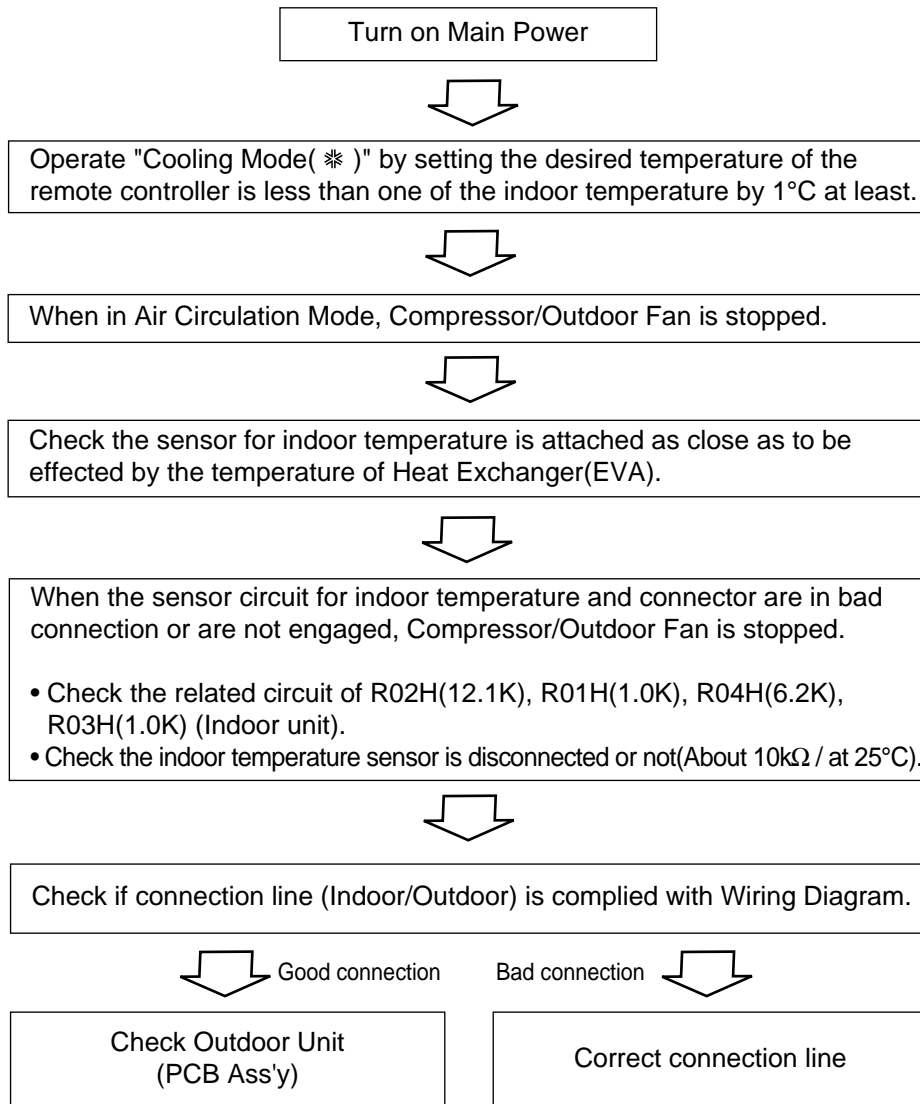 Turn on Main Power
Operate "Cooling Mode( ❋ )" by setting the desired temperature of the
remote controller is less than one of the indoor temperature by 1°C at least.
When in Air Circulation Mode, Compressor/Outdoor Fan is stopped.
Check the sensor for indoor temperature is attached as close as to be
effected by the temperature of Heat Exchanger(EVA).
When the sensor circuit for indoor temperature and connector are in bad
connection or are not engaged, Compressor/Outdoor Fan is stopped.
• Check the related circuit of R02H(12.1K), R01H(1.0K), R04H(6.2K),
R03H(1.0K) (Indoor unit).
• Check the indoor temperature sensor is disconnected or not(About 10kΩ / at 25°C).
Check if connection line (Indoor/Outdoor) is complied with Wiring Diagram.
Good connection
Bad connection
Check Outdoor Unit
(PCB Ass'y)
Correct connection line